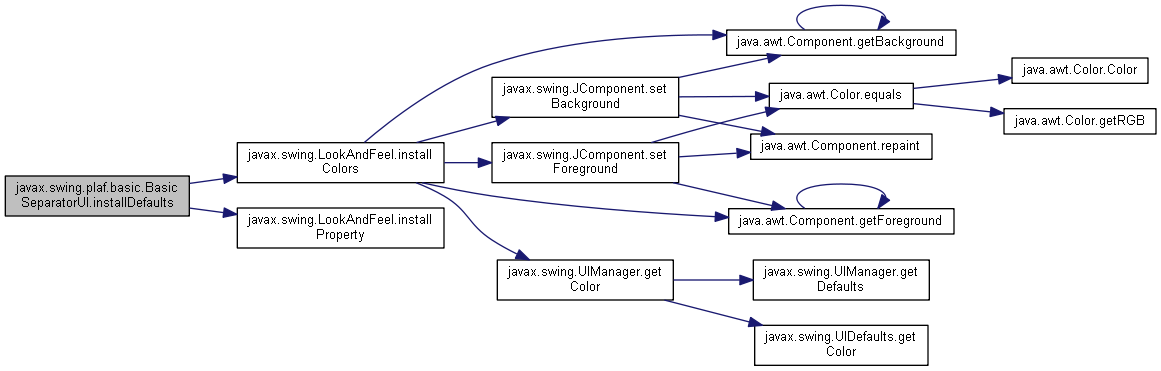 javax.swing.plaf.basic.Basic
SeparatorUI.installDefaults
javax.swing.LookAndFeel.install
Colors
javax.swing.LookAndFeel.install
Property
java.awt.Component.getBackground
javax.swing.JComponent.set
Background
javax.swing.JComponent.set
Foreground
java.awt.Color.equals
java.awt.Color.Color
java.awt.Color.getRGB
java.awt.Component.repaint
java.awt.Component.getForeground
javax.swing.UIManager.get
Color
javax.swing.UIManager.get
Defaults
javax.swing.UIDefaults.get
Color